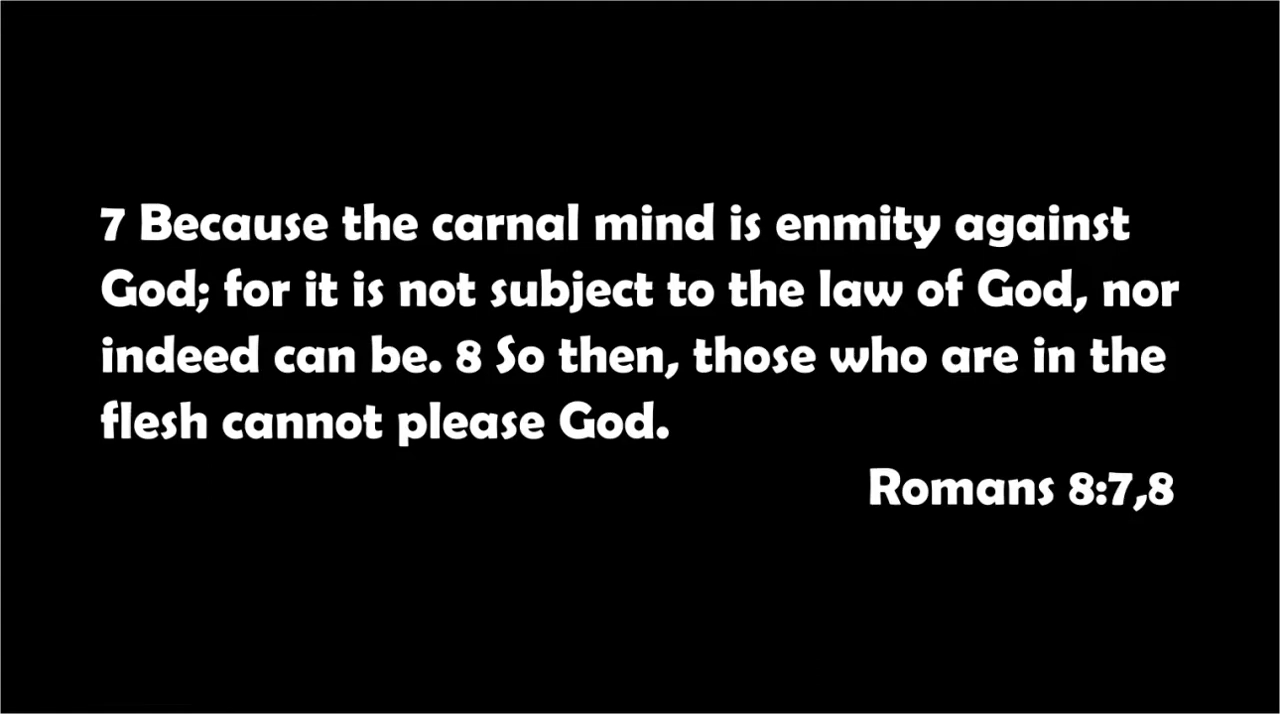 7 Because the carnal mind is enmity against
God; for it is not subject to the law of God, nor
indeed can be. 8 So then, those who are in the
flesh cannot please God.
Romans 8:7,8